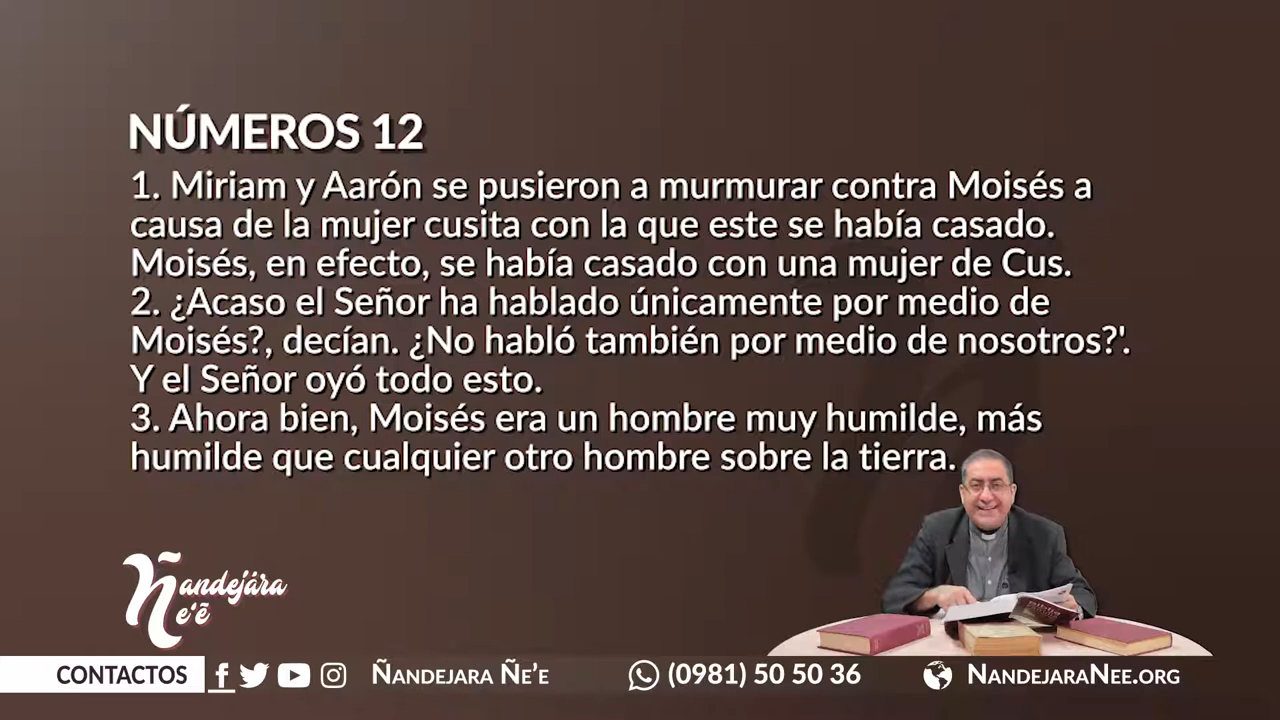 NÚMEROS 12
1. Miriam y Aarón se pusieron a murmurar contra Moisés a
causa de la mujer cusita con la que este se había casado.
Moisés, en efecto, se había casado con una mujer de Cus.
2. ¿Acaso el Señor ha hablado únicamente por medio de
Moisés?, decían. ¿No habló también por medio de nosotros?'.
Y el Señor oyó todo esto.
3. Ahora bien, Moisés era un hombre muy humilde, más
humilde que cualquier otro hombre sobre la tierra.
Ñandejára
Ñe'ẽ
CONTACTOS ÑANDEJARA ÑE'E (0981) 50 50 36 NANDEJARANEE.ORG